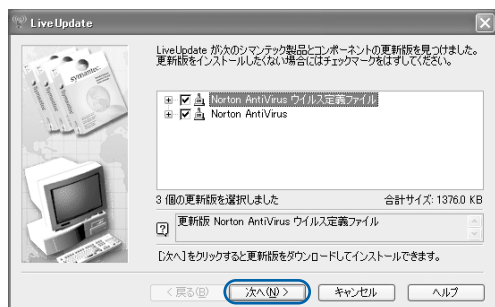 LiveUpdate
LiveUpdate が次のシマンテック製品とコンポーネントの更新版を見つけました。
更新版をインストールしたくない場合にはチェックマークをはずしてください。
symantec.
Norton AntiVirus ウイルス定義ファイル
Norton AntiVirus
3 個の更新版を選択しました
合計サイズ: 1376.0 KB
更新版 Norton AntiVirus ウイルス定義ファイル
[次へ]をクリックすると更新版をダウンロードしてインストールできます。
< 戻る(B) 次へ(N) > キャンセル ヘルプ